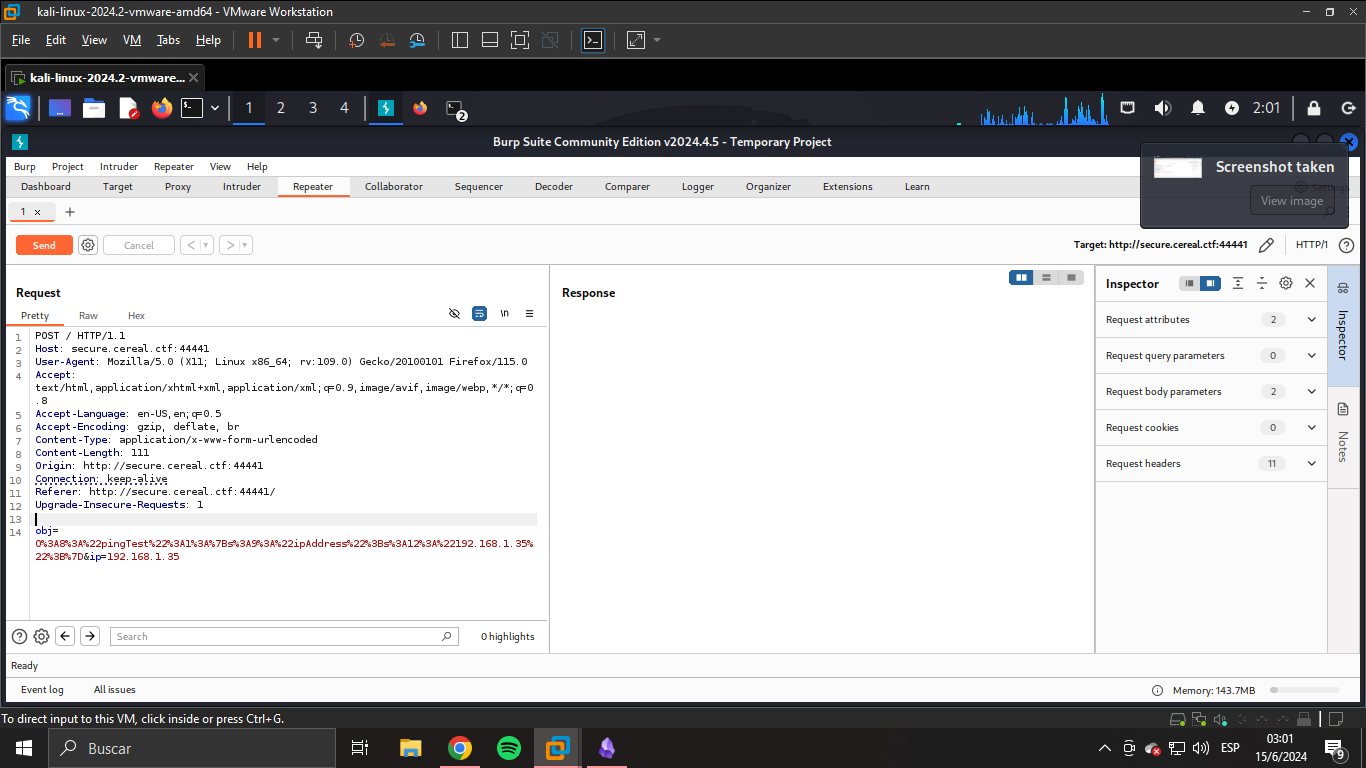 kali-linux-2024.2-vmware-amd64 - VMware Workstation
File Edit View VM Tabs Help
kali-linux-2024.2-vmware...
1 2 3 4 2 2:01
Burp Suite Community Edition v2024.4.5 - Temporary Project
Burp Project Intruder Repeater View Help
Screenshot taken
Dashboard Target Proxy Intruder Repeater Collaborator Sequencer Decoder Comparer Logger Organizer Extensions Learn
View image
1
Send Cancel
Target: http://secure.cereal.ctf:44441 HTTP/1
Request
Pretty Raw Hex \n
1 POST / HTTP/1.1
2 Host: secure.cereal.ctf:44441
3 User-Agent: Mozilla/5.0 (X11; Linux x86_64; rv:109.0) Gecko/20100101 Firefox/115.0
4 Accept:
text/html,application/xhtml+xml,application/xml;q=0.9,image/avif,image/webp,*/*;q=0
.8
5 Accept-Language: en-US,en;q=0.5
6 Accept-Encoding: gzip, deflate, br
7 Content-Type: application/x-www-form-urlencoded
8 Content-Length: 111
9 Origin: http://secure.cereal.ctf:44441
10 Connection: keep-alive
11 Referer: http://secure.cereal.ctf:44441/
12 Upgrade-Insecure-Requests: 1
13
14 obj=
O%3A8%3A%22pingTest%22%3A1%3A%7Bs%3A9%3A%22ipAddress%22%3Bs%3A12%3A%22192.168.1.35%
22%3B%7D&ip=192.168.1.35
Search 0 highlights
Response
Inspector
Request attributes 2
Request query parameters 0
Request body parameters 2
Request cookies 0
Request headers 11
Inspector
Notes
Ready
Event log All issues Memory: 143.7MB
To direct input to this VM, click inside or press Ctrl+G.
Buscar
ESP
03:01
15/6/2024
9